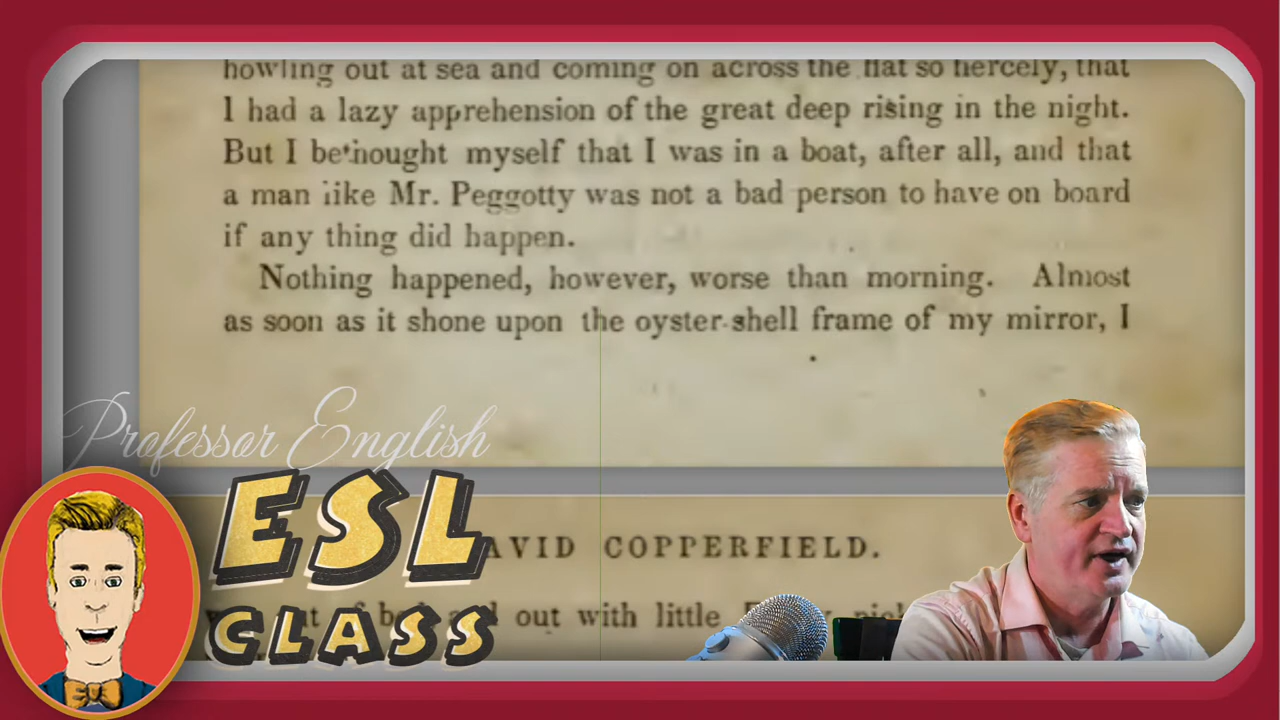 howling out at sea and coming on across the flat so fiercely, that
I had a lazy apprehension of the great deep rising in the night.
But I bethought myself that I was in a boat, after all, and that
a man like Mr. Peggotty was not a bad person to have on board
if any thing did happen.
Nothing happened, however, worse than morning. Almost
as soon as it shone upon the oyster-shell frame of my mirror, I
Professor English
ESL
CLASS
AVID COPPERFIELD.
out with little